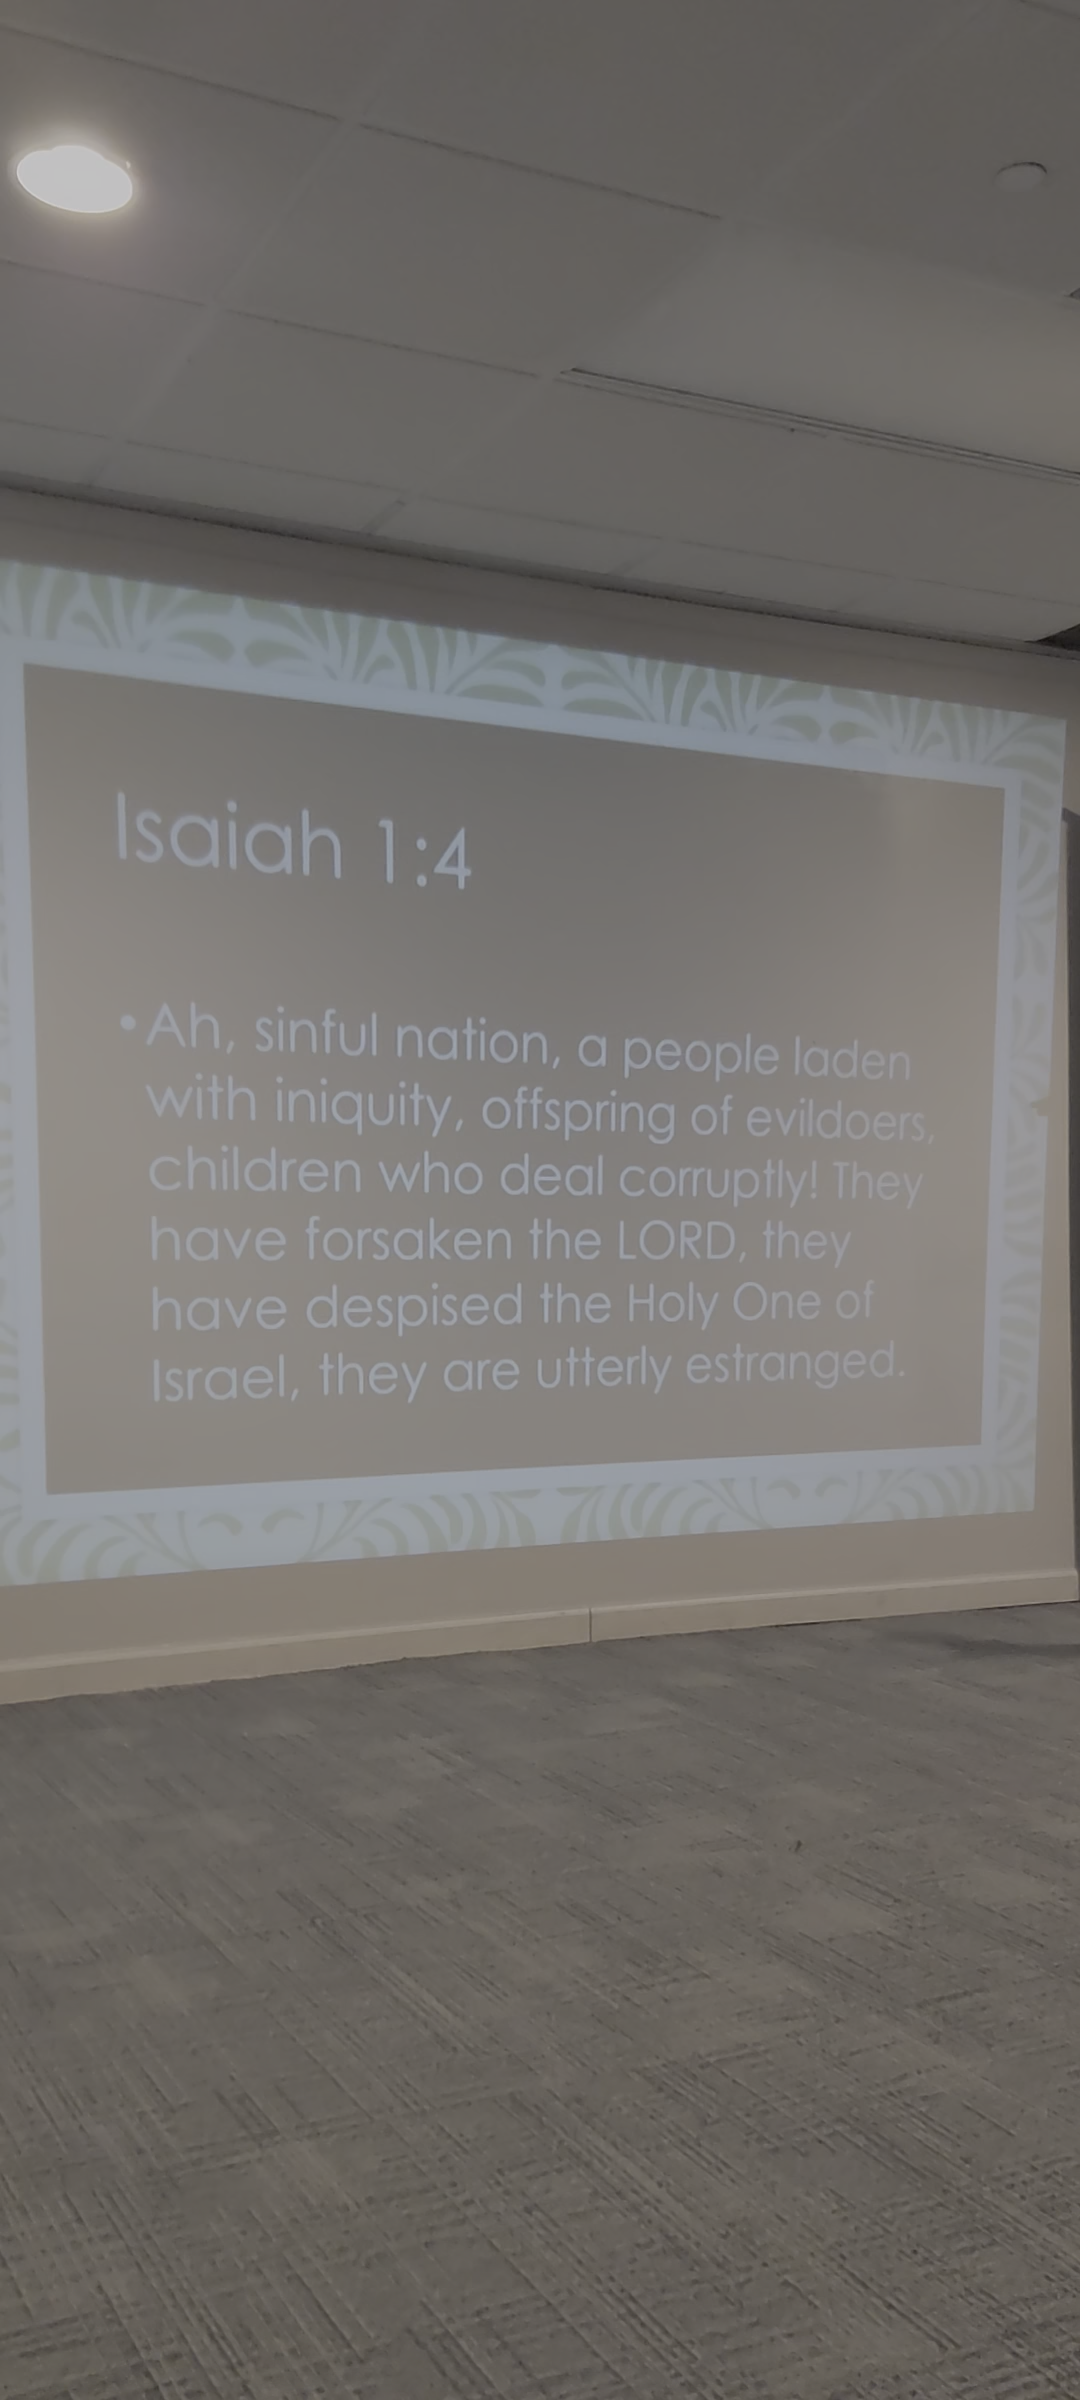 Isaiah 1:4
• Ah, sinful nation, a people laden
with iniquity, offspring of evildoers,
children who deal corruptly! They
have forsaken the LORD, they
have despised the Holy One of
Israel, they are utterly estranged.